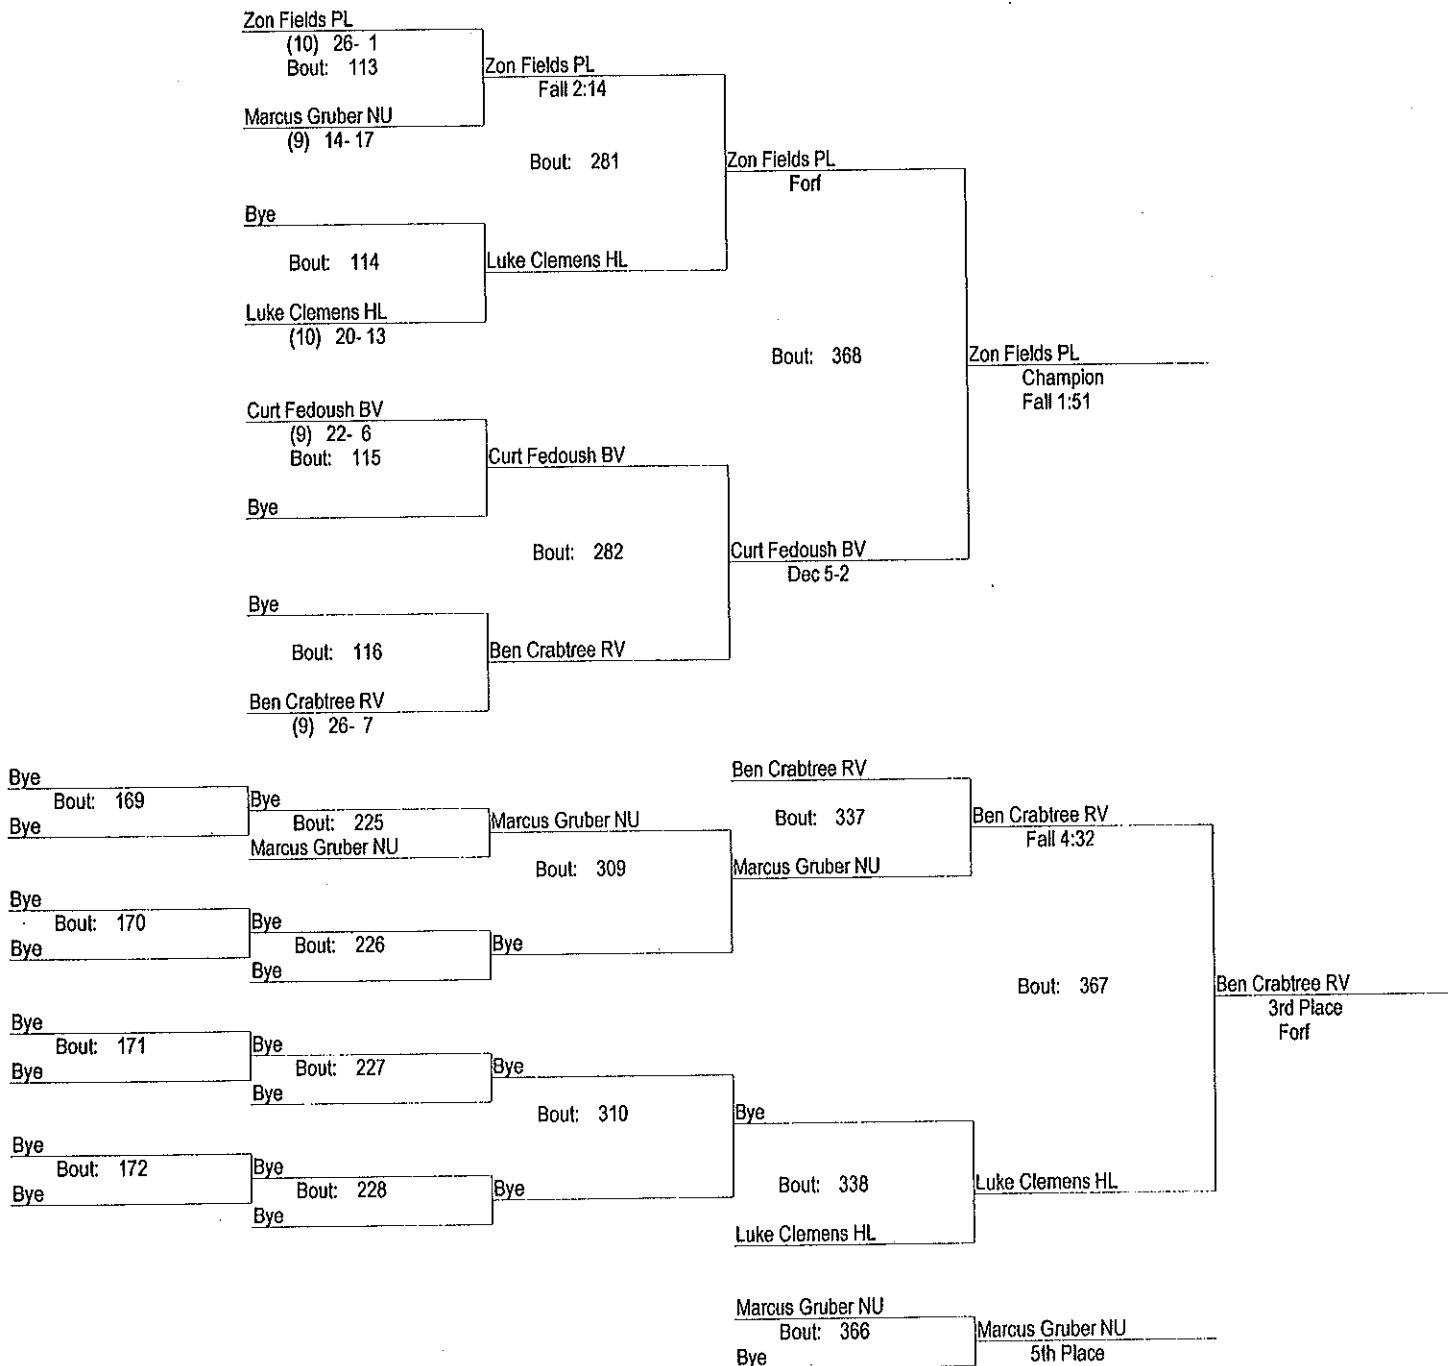 Zon Fields PL
(10) 26- 1
Bout: 113
Zon Fields PL
Fall 2:14
Marcus Gruber NU
(9) 14- 17
Bout: 281
Zon Fields PL
Forf
Bye
Bout: 114
Luke Clemens HL
Luke Clemens HL
(10) 20- 13
Bout: 368
Zon Fields PL
Champion
Fall 1:51
Curt Fedoush BV
(9) 22- 6
Bout: 115
Curt Fedoush BV
Bye
Bout: 282
Curt Fedoush BV
Dec 5-2
Bye
Bout: 116
Ben Crabtree RV
Ben Crabtree RV
(9) 26- 7
Bye
Bout: 169
Bye
Bye
Bout: 225
Marcus Gruber NU
Marcus Gruber NU
Bout: 309
Ben Crabtree RV
Bout: 337
Marcus Gruber NU
Ben Crabtree RV
Fall 4:32
Bye
Bout: 170
Bye
Bye
Bout: 226
Bye
Bye
Bout: 367
Ben Crabtree RV
3rd Place
Forf
Bye
Bout: 171
Bye
Bye
Bout: 227
Bye
Bye
Bout: 310
Bye
Bye
Bout: 172
Bye
Bye
Bout: 228
Bye
Bye
Bout: 338
Luke Clemens HL
Luke Clemens HL
Marcus Gruber NU
Bout: 366
Bye
Marcus Gruber NU
5th Place